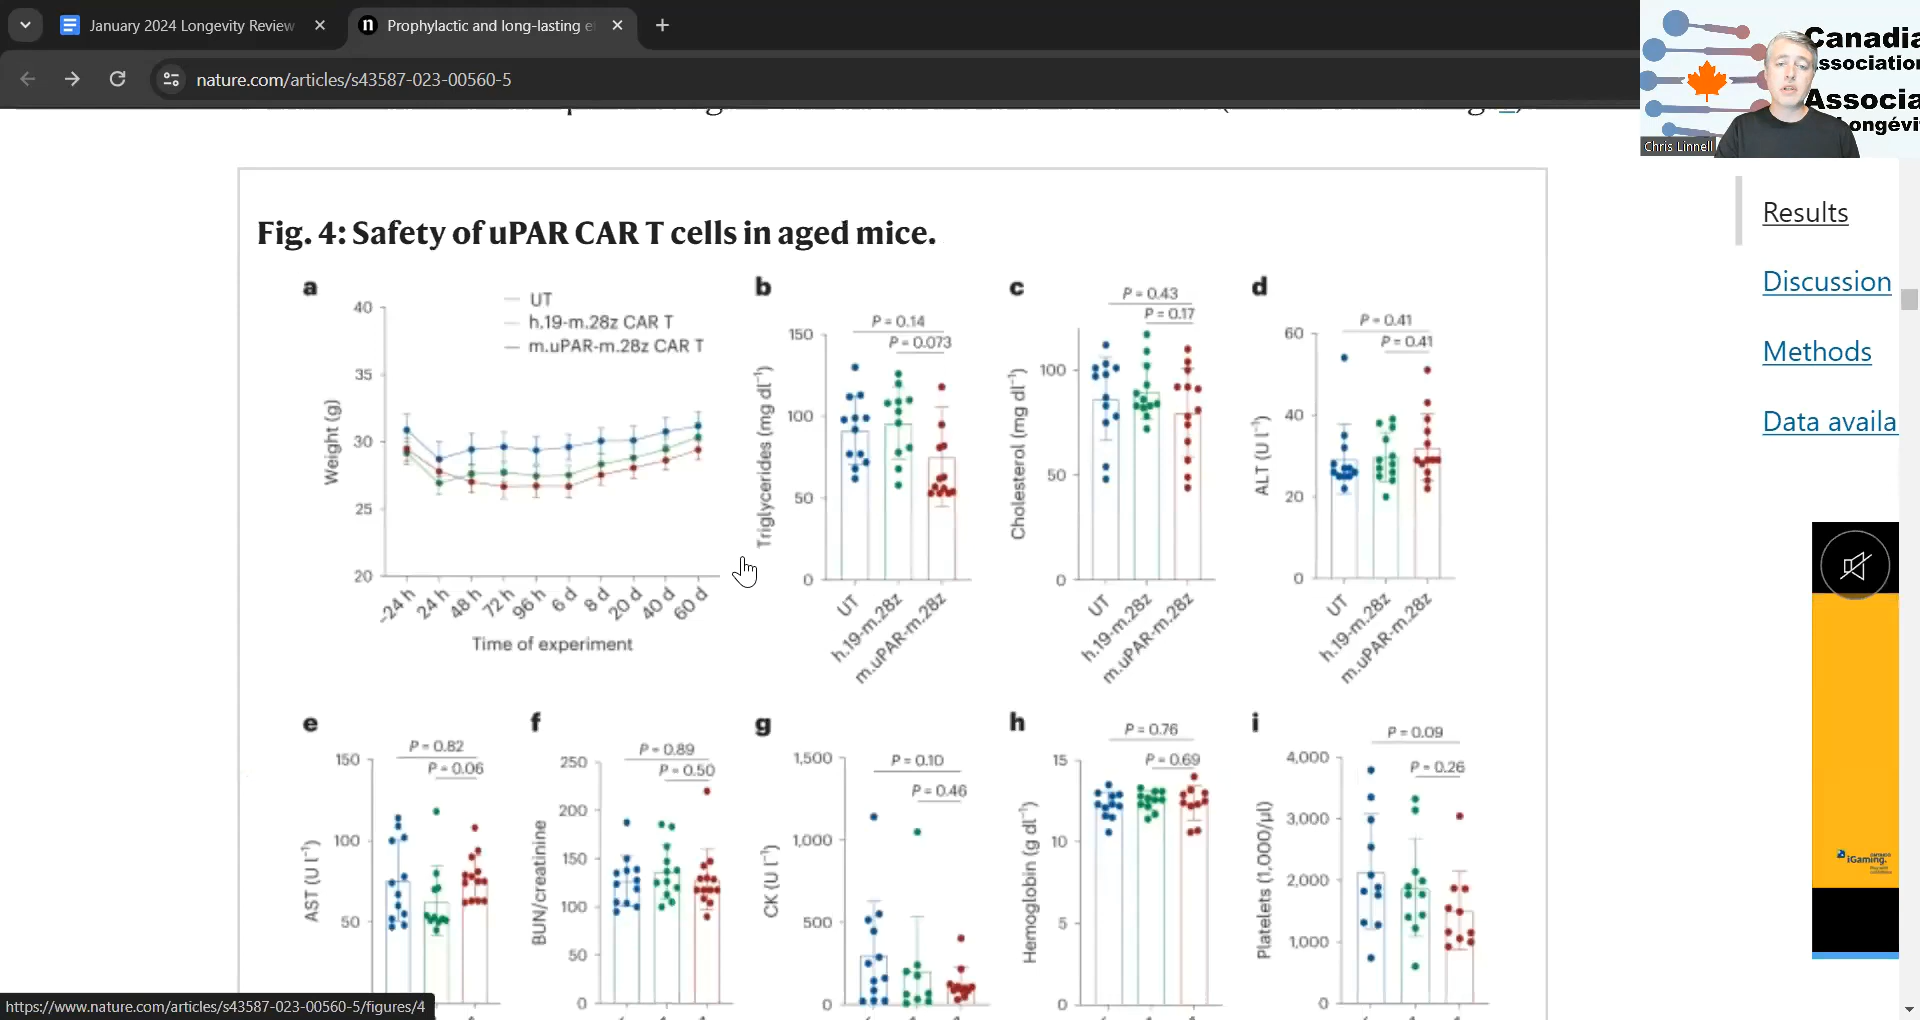 January 2024 Longevity Review
Prophylactic and long-lasting e
nature.com/articles/s43587-023-00560-5
Canadia
ssociation
Associa
Longévi
Chris Linnell
Results
Discussion
Methods
Data availa
Fig. 4: Safety of uPAR CAR T cells in aged mice.
a
UT
h.19-m.28z CAR T
m.uPAR-m.28z CAR T
40
35
30
25
20
Weight (g)
−24 h
24 h
48 h
72 h
96 h
6 d
8 d
20 d
40 d
60 d
Time of experiment
b
P = 0.14
P = 0.073
150
100
50
0
Triglycerides (mg dl⁻¹)
UT
h.19-m.28z
m.uPAR-m.28z
c
P = 0.43
P = 0.17
100
50
0
Cholesterol (mg dl⁻¹)
UT
h.19-m.28z
m.uPAR-m.28z
d
P = 0.41
P = 0.41
60
40
20
0
ALT (U l⁻¹)
UT
h.19-m.28z
m.uPAR-m.28z
e
P = 0.82
P = 0.06
150
100
50
AST (U l⁻¹)
f
P = 0.89
P = 0.50
250
200
150
100
50
0
BUN/creatinine
g
P = 0.10
P = 0.46
1,500
1,000
500
0
CK (U l⁻¹)
h
P = 0.76
P = 0.69
15
10
5
0
Hemoglobin (g dl⁻¹)
i
P = 0.09
P = 0.26
4,000
3,000
2,000
1,000
0
Platelets (1,000/µl)
iGaming.
https://www.nature.com/articles/s43587-023-00560-5/figures/4